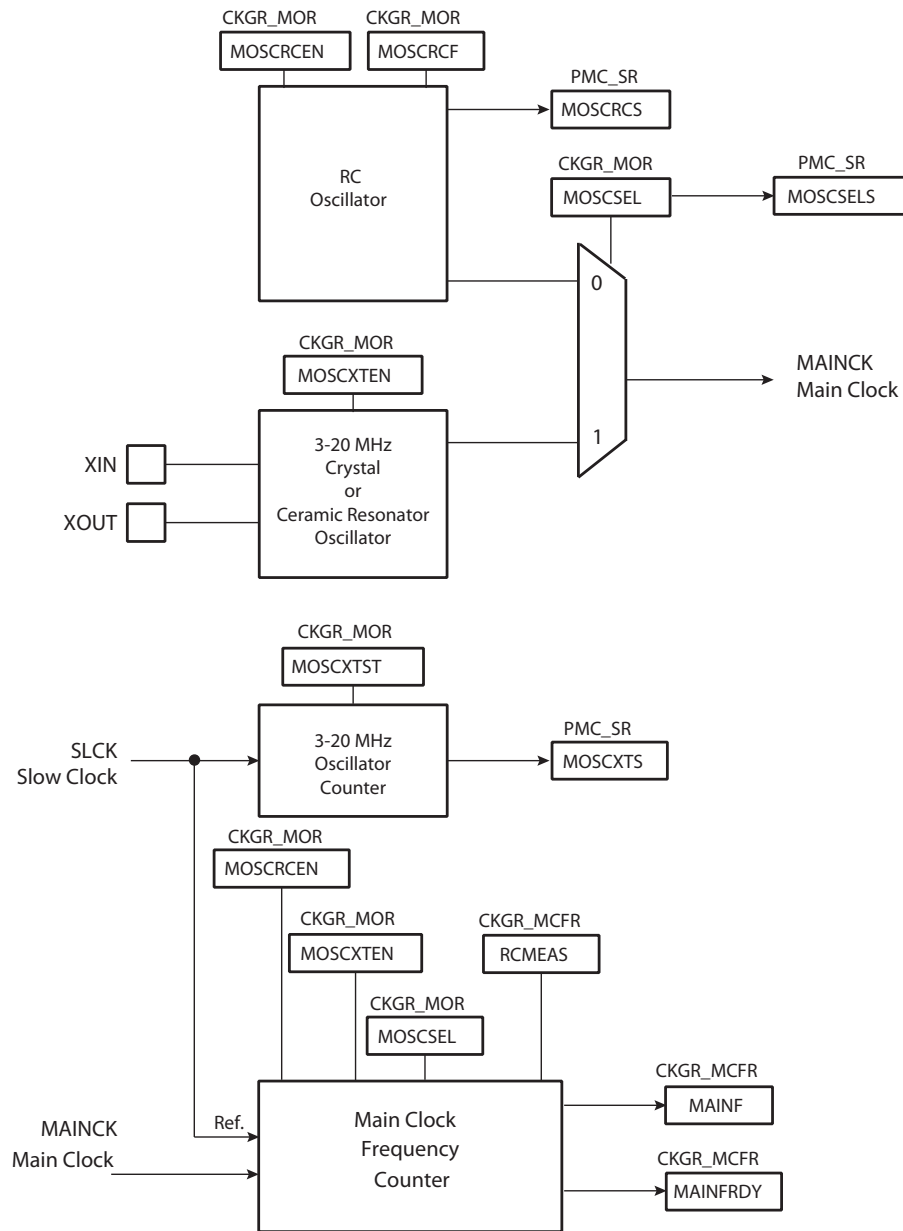 CKGR_MOR
CKGR_MOR
MOSCRCEN
MOSCRCF
PMC_SR
MOSCRCS
RC
Oscillator
CKGR_MOR
MOSCSEL
PMC_SR
MOSCSELS
0
CKGR_MOR
MOSCXTEN
MAINCK
Main Clock
1
3-20 MHz
Crystal
or
Ceramic Resonator
Oscillator
XIN
XOUT
CKGR_MOR
MOSCXTST
SLCK
Slow Clock
3-20 MHz
Oscillator
Counter
PMC_SR
MOSCXTS
CKGR_MOR
MOSCRCEN
CKGR_MOR
MOSCXTEN
CKGR_MCFR
RCMEAS
CKGR_MOR
MOSCSEL
CKGR_MCFR
MAINF
MAINCK
Main Clock
Ref.
Main Clock
Frequency
Counter
CKGR_MCFR
MAINFRDY